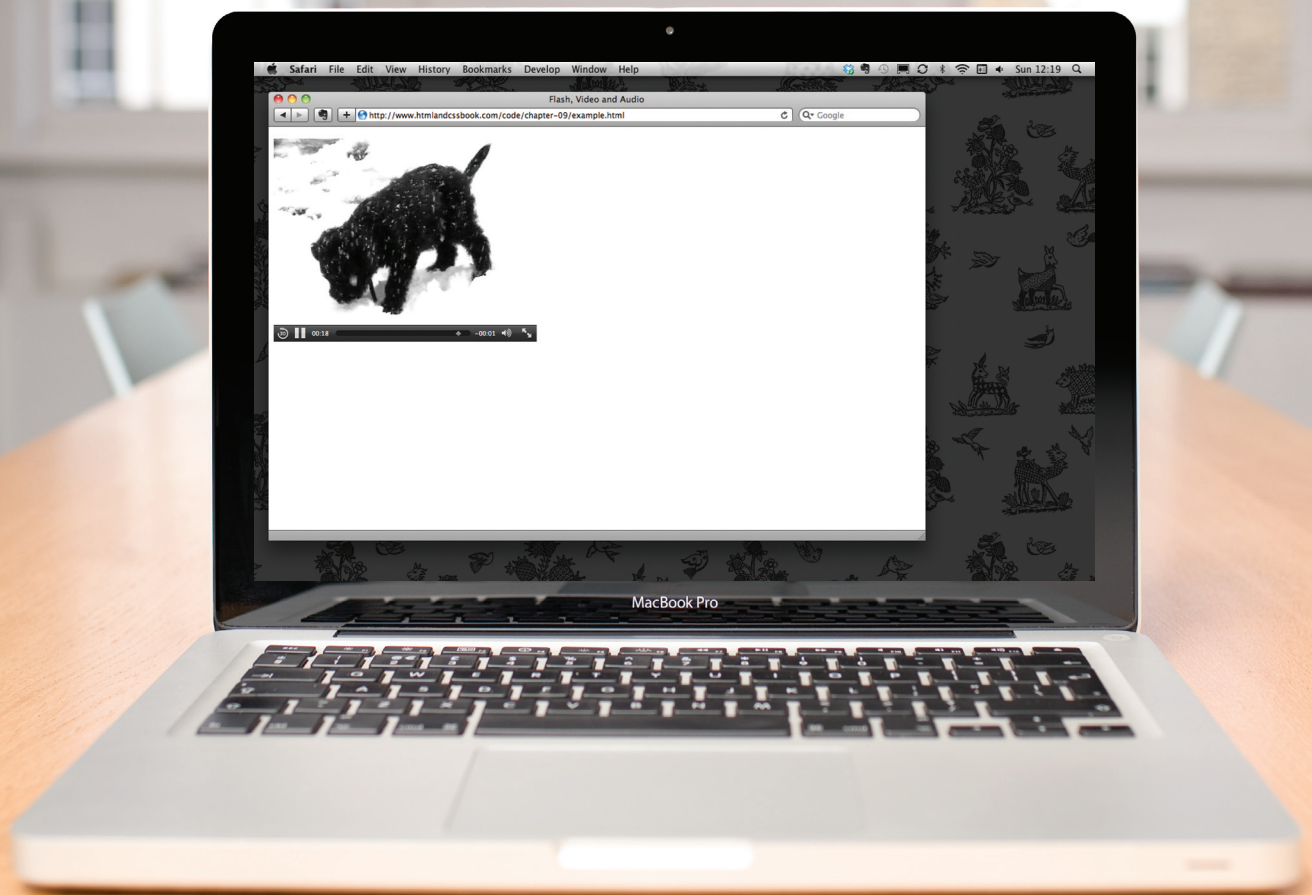 Safari File Edit View History Bookmarks Develop Window Help Sun 12:19
Flash, Video and Audio
http://www.htmlandcssbook.com/code/chapter-09/example.html Google
30 00:18 -00:01
MacBook Pro
Q W E R T Y U I O P
A S D F G H J K L
Z X C V B N M